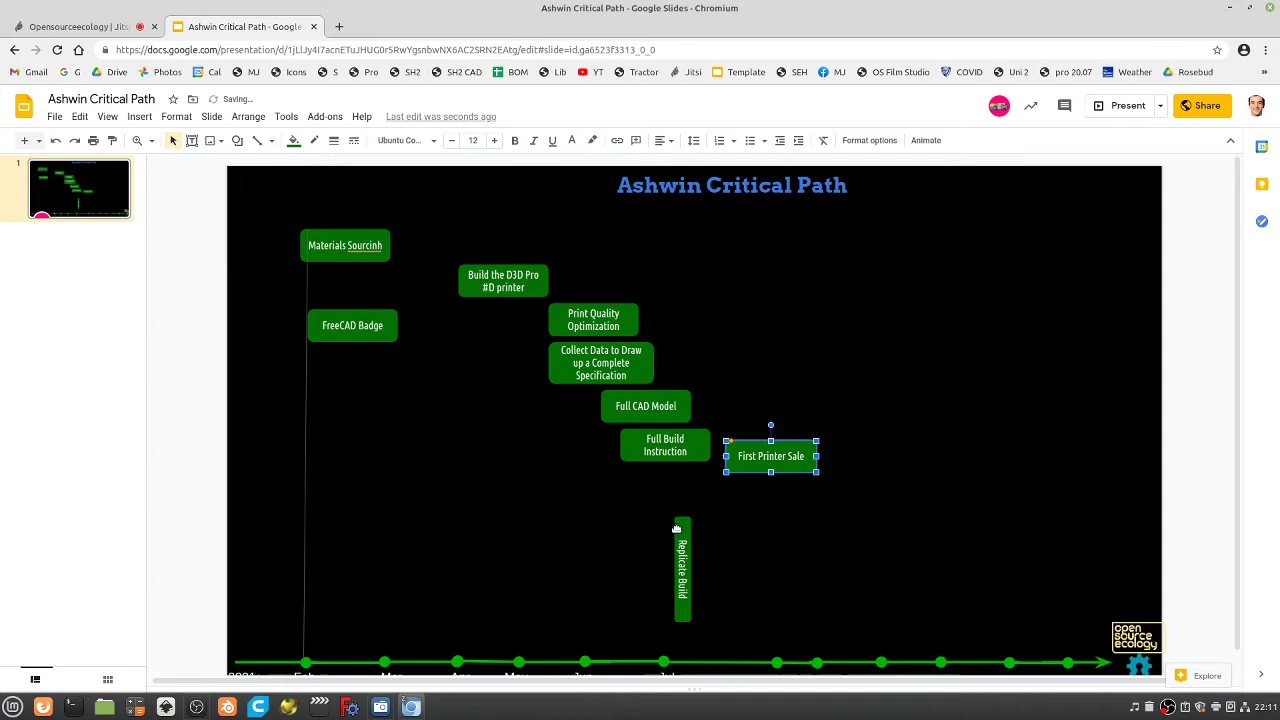 Ashwin Critical Path - Google Slides - Chromium
Opensourceecology | Jitsi
Ashwin Critical Path - Google
https://docs.google.com/presentation/d/1jLlJy4I7acnETuJHUG0rSRwYgsnbwNX6AC2SRN2EAtg/edit#slide=id.ga6523f3313_0_0
Gmail G Drive Photos Cal MJ Icons S Pro SH2 SH2 CAD BOM Lib YT Tractor Jitsi Template SEH MJ OS Film Studio COVID Uni 2 pro 20.07 Weather Rosebud »
Ashwin Critical Path Saving...
File Edit View Insert Format Slide Arrange Tools Add-ons Help Last edit was seconds ago
Present Share
Ubuntu Co... 12 Format options Animate
1
Ashwin Critical Path
Materials Sourcinh
Build the D3D Pro
#D printer
Print Quality
Optimization
FreeCAD Badge
Collect Data to Draw
up a Complete
Specification
Full CAD Model
Full Build
Instruction
First Printer Sale
Replicate Build
open
source
ecology
Explore
22:11